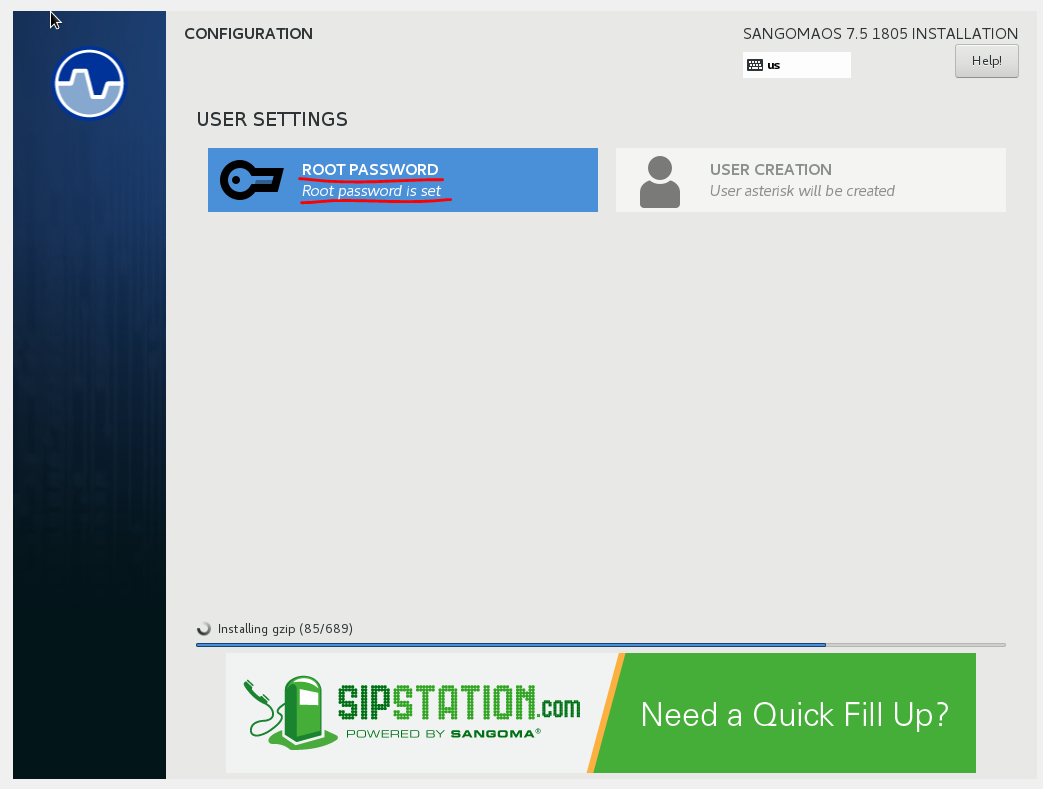 CONFIGURATION
SANGOMAOS 7.5 1805 INSTALLATION
us
Help!
USER SETTINGS
ROOT PASSWORD
Root password is set
USER CREATION
User asterisk will be created
Installing gzip (85/689)
SIPSTATION.com
POWERED BY SANGOMA®
Need a Quick Fill Up?